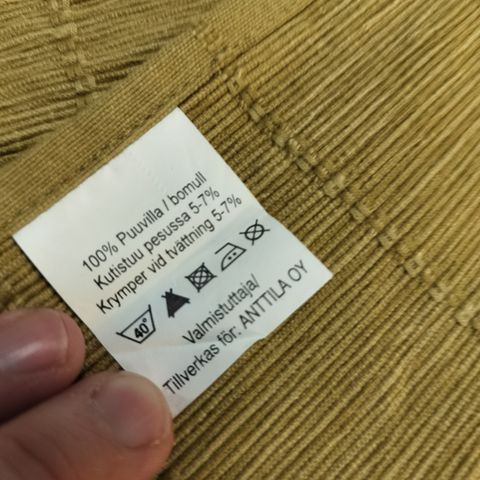 100% Puuvilla / bomull
Kutistuu pesussa 5-7%
Krymper vid tvättning 5-7%
40°
Valmistuttaja/
Tillverkas för: ANTTILA OY